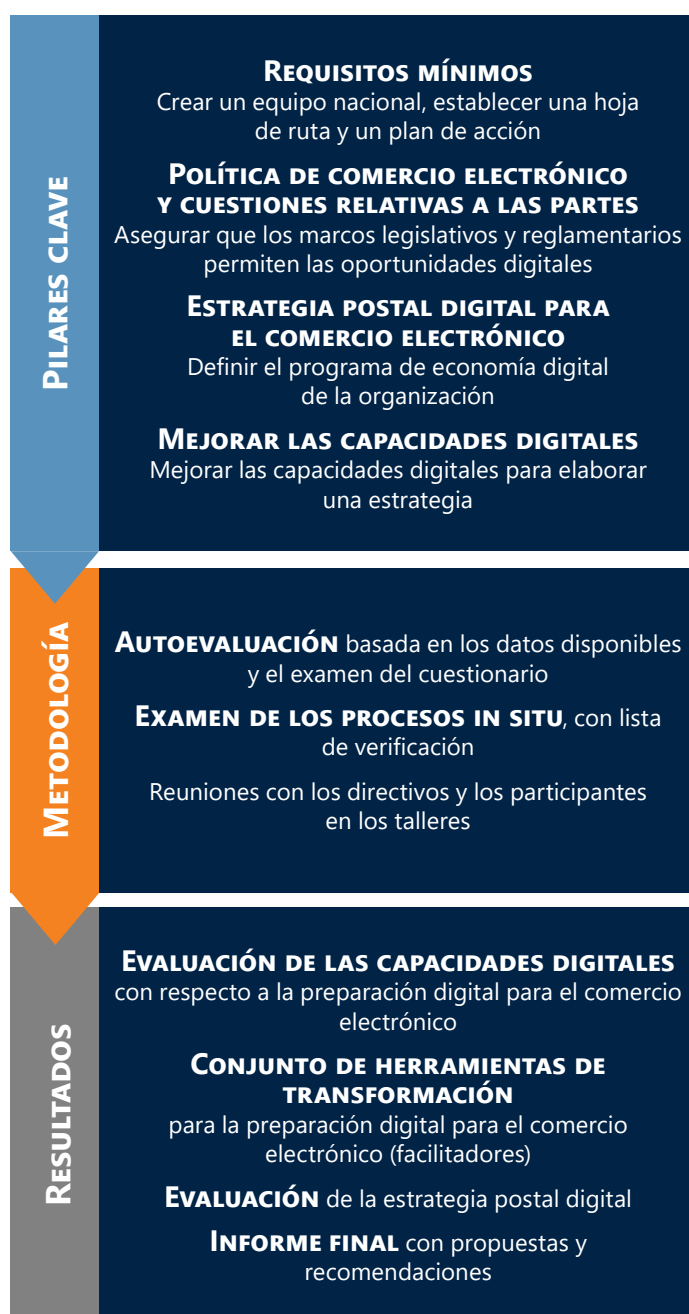 PILARES CLAVE
REQUISITOS MÍNIMOS
Crear un equipo nacional, establecer una hoja
de ruta y un plan de acción
POLÍTICA DE COMERCIO ELECTRÓNICO
Y CUESTIONES RELATIVAS A LAS PARTES
Asegurar que los marcos legislativos y reglamentarios
permiten las oportunidades digitales
ESTRATEGIA POSTAL DIGITAL PARA
EL COMERCIO ELECTRÓNICO
Definir el programa de economía digital
de la organización
MEJORAR LAS CAPACIDADES DIGITALES
Mejorar las capacidades digitales para elaborar
una estrategia
METODOLOGÍA
AUTOEVALUACIÓN basada en los datos disponibles
y el examen del cuestionario
EXAMEN DE LOS PROCESOS IN SITU, con lista
de verificación
Reuniones con los directivos y los participantes
en los talleres
RESULTADOS
EVALUACIÓN DE LAS CAPACIDADES DIGITALES
con respecto a la preparación digital para el comercio
electrónico
CONJUNTO DE HERRAMIENTAS DE
TRANSFORMACIÓN
para la preparación digital para el comercio
electrónico (facilitadores)
EVALUACIÓN de la estrategia postal digital
INFORME FINAL con propuestas y
recomendaciones